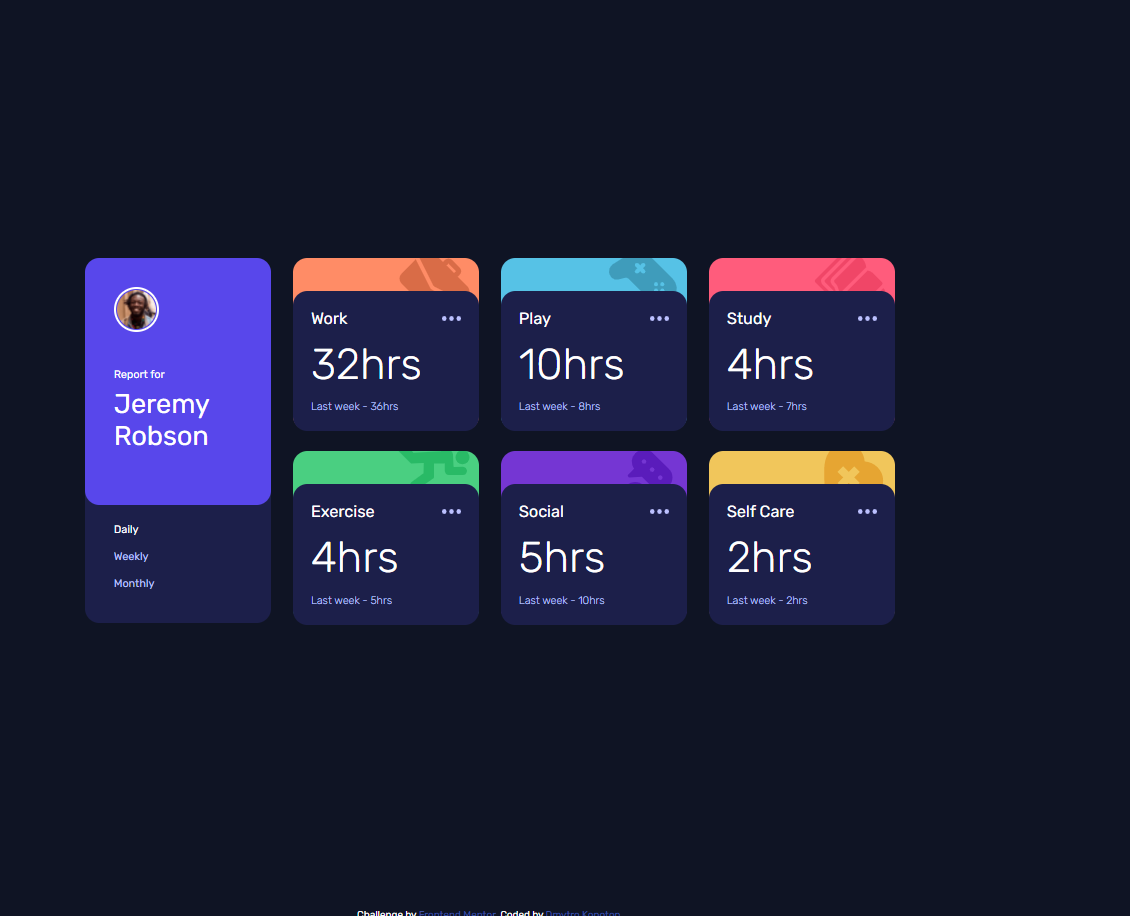 Report for
Jeremy
Robson
Daily
Weekly
Monthly
Work
32hrs
Last week - 36hrs
Play
10hrs
Last week - 8hrs
Study
4hrs
Last week - 7hrs
Exercise
4hrs
Last week - 5hrs
Social
5hrs
Last week - 10hrs
Self Care
2hrs
Last week - 2hrs
Challenge by Frontend Mentor. Coded by Dmytro Konoton